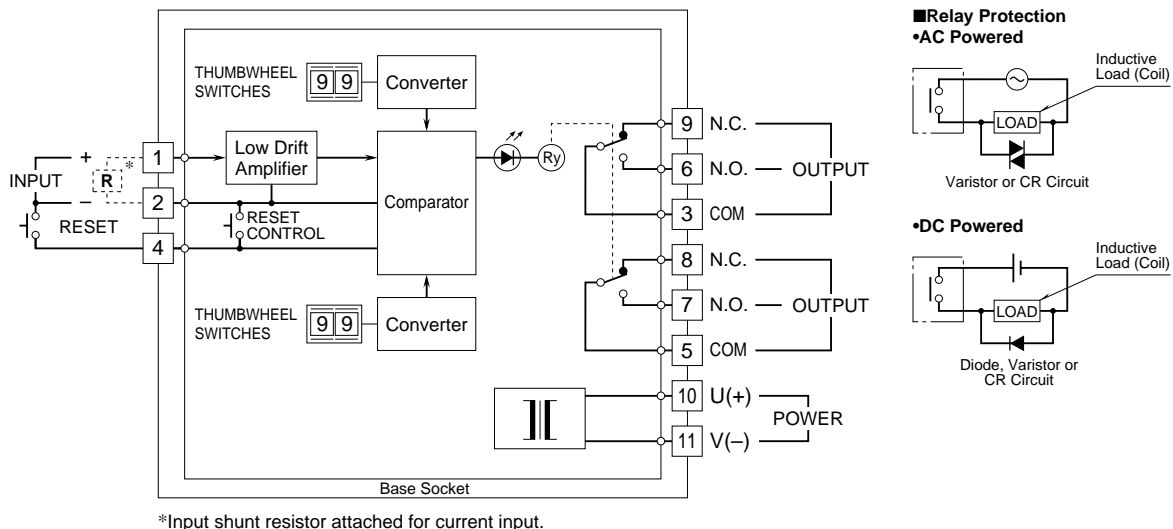 THUMBWHEEL
SWITCHES
9 9
Converter
1
+
*
R
INPUT
–
2
RESET
4
Low Drift
Amplifier
RESET
CONTROL
Comparator
Ry
THUMBWHEEL
SWITCHES
9 9
Converter
9 N.C.
6 N.O. OUTPUT
3 COM
8 N.C.
7 N.O. OUTPUT
5 COM
10 U(+)
POWER
11 V(–)
Base Socket
*Input shunt resistor attached for current input.
■Relay Protection
•AC Powered
Inductive
Load (Coil)
LOAD
Varistor or CR Circuit
•DC Powered
Inductive
Load (Coil)
LOAD
Diode, Varistor or
CR Circuit